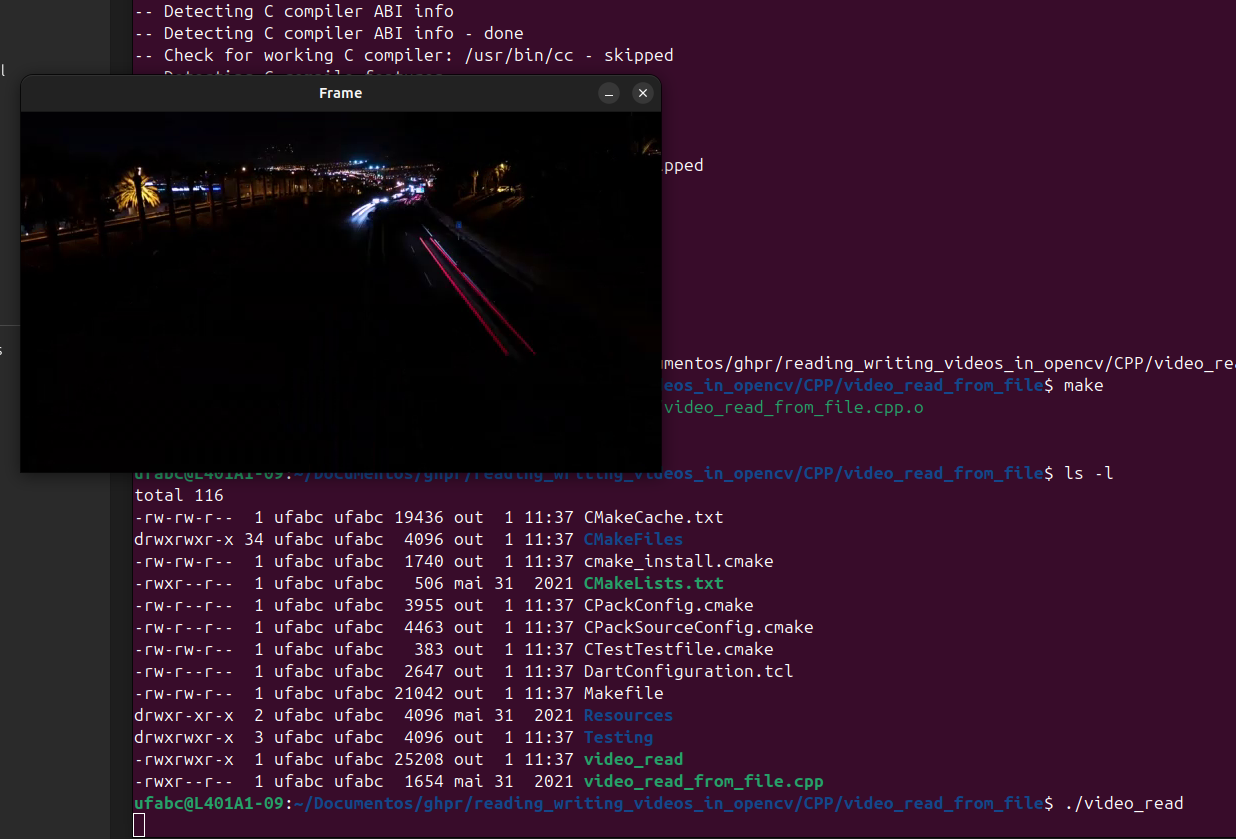 -- Detecting C compiler ABI info
-- Detecting C compiler ABI info - done
-- Check for working C compiler: /usr/bin/cc - skipped
Frame
pped
mentos/ghpr/reading_writing_videos_in_opencv/CPP/video_rea
eos_in_opencv/CPP/video_read_from_file$ make
video_read_from_file.cpp.o
ufabc@L401A1-09:~/Documentos/ghpr/reading_writing_videos_in_opencv/CPP/video_read_from_file$ ls -l
total 116
-rw-rw-r--  1 ufabc ufabc 19436 out  1 11:37 CMakeCache.txt
drwxrwxr-x 34 ufabc ufabc  4096 out  1 11:37 CMakeFiles
-rw-rw-r--  1 ufabc ufabc  1740 out  1 11:37 cmake_install.cmake
-rwxr--r--  1 ufabc ufabc   506 mai 31  2021 CMakeLists.txt
-rw-r--r--  1 ufabc ufabc  3955 out  1 11:37 CPackConfig.cmake
-rw-r--r--  1 ufabc ufabc  4463 out  1 11:37 CPackSourceConfig.cmake
-rw-rw-r--  1 ufabc ufabc   383 out  1 11:37 CTestTestfile.cmake
-rw-r--r--  1 ufabc ufabc  2647 out  1 11:37 DartConfiguration.tcl
-rw-rw-r--  1 ufabc ufabc 21042 out  1 11:37 Makefile
drwxr-xr-x  2 ufabc ufabc  4096 mai 31  2021 Resources
drwxrwxr-x  3 ufabc ufabc  4096 out  1 11:37 Testing
-rwxrwxr-x  1 ufabc ufabc 25208 out  1 11:37 video_read
-rwxr--r--  1 ufabc ufabc  1654 mai 31  2021 video_read_from_file.cpp
ufabc@L401A1-09:~/Documentos/ghpr/reading_writing_videos_in_opencv/CPP/video_read_from_file$ ./video_read